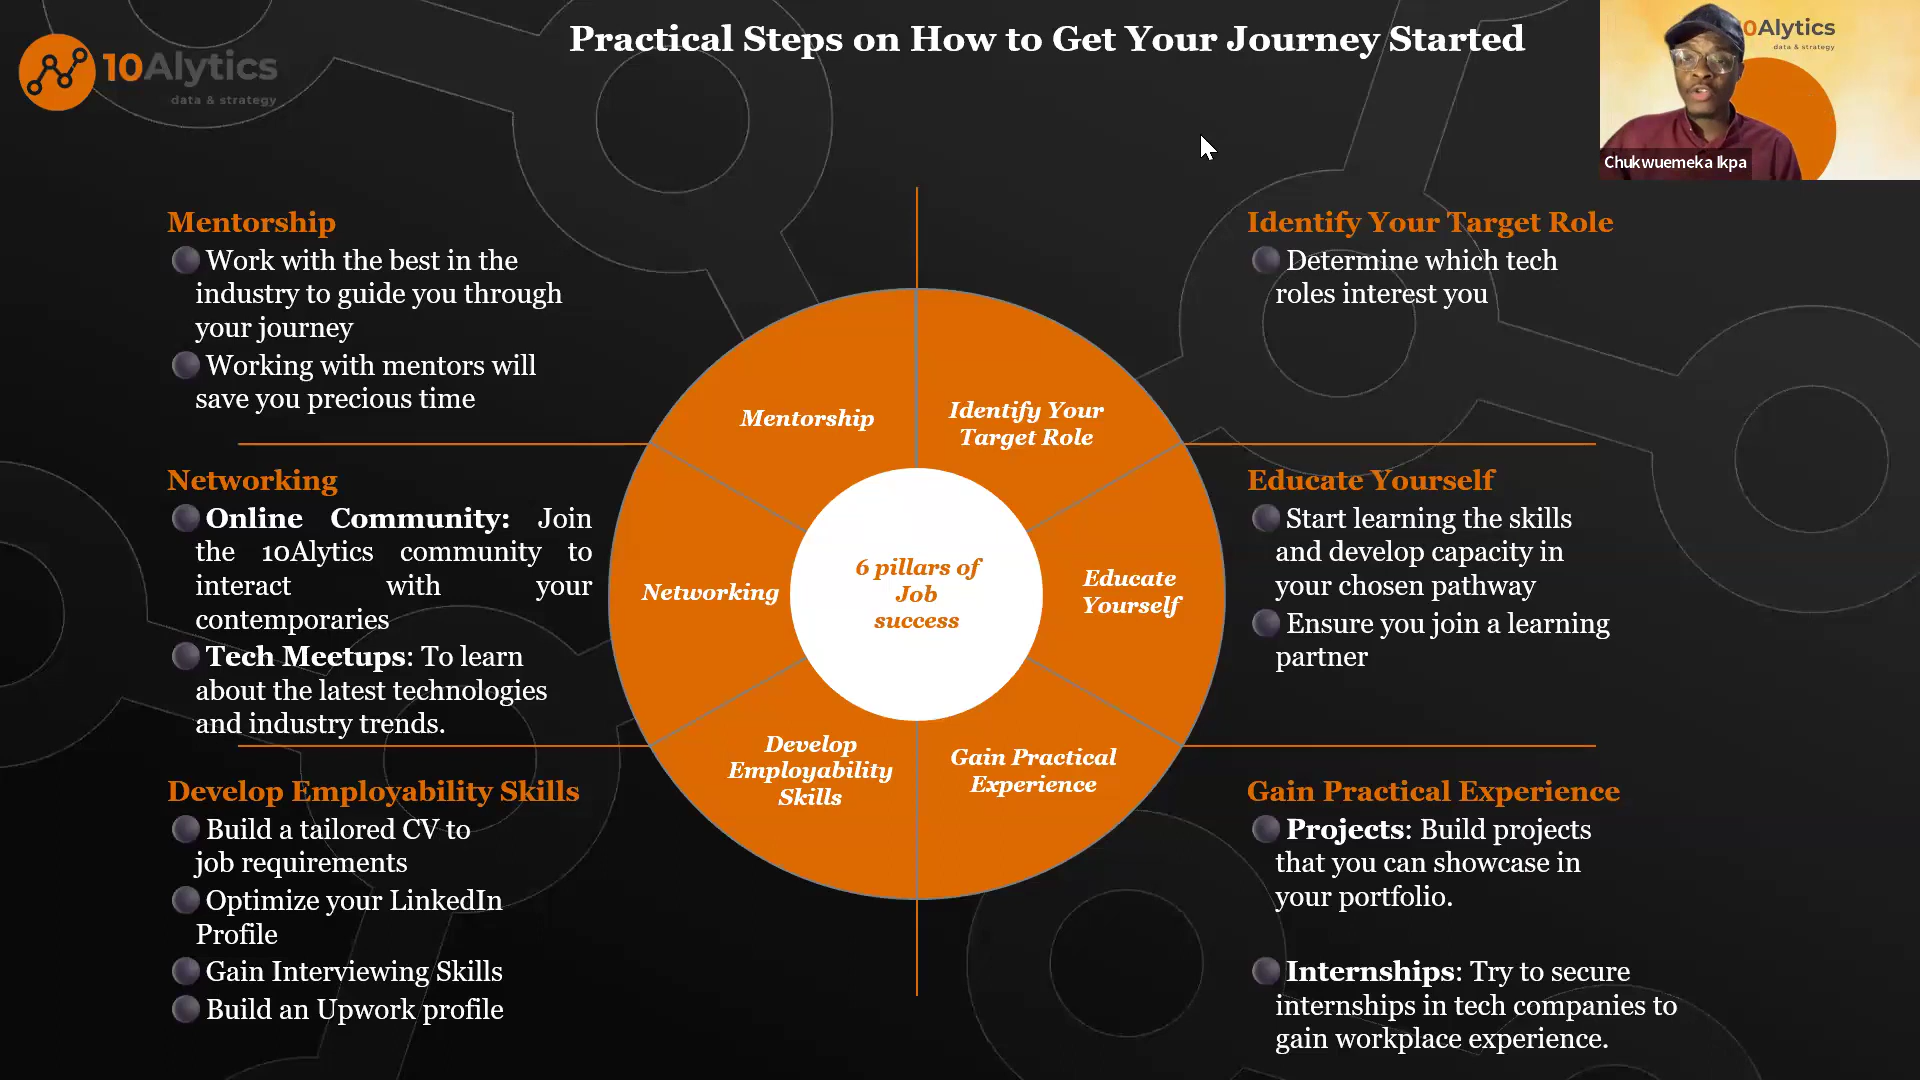 Practical Steps on How to Get Your Journey Started
10Alytics
data & strategy
10Alytics
data & strategy
Chukwuemeka Ikpa
Mentorship
Work with the best in the
industry to guide you through
your journey
Working with mentors will
save you precious time
Networking
Online Community: Join
the 10Alytics community to
interact with your
contemporaries
Tech Meetups: To learn
about the latest technologies
and industry trends.
Develop Employability Skills
Build a tailored CV to
job requirements
Optimize your LinkedIn
Profile
Gain Interviewing Skills
Build an Upwork profile
Mentorship
Identify Your
Target Role
Networking
6 pillars of
Job
success
Educate
Yourself
Develop
Employability
Skills
Gain Practical
Experience
Identify Your Target Role
Determine which tech
roles interest you
Educate Yourself
Start learning the skills
and develop capacity in
your chosen pathway
Ensure you join a learning
partner
Gain Practical Experience
Projects: Build projects
that you can showcase in
your portfolio.
Internships: Try to secure
internships in tech companies to
gain workplace experience.